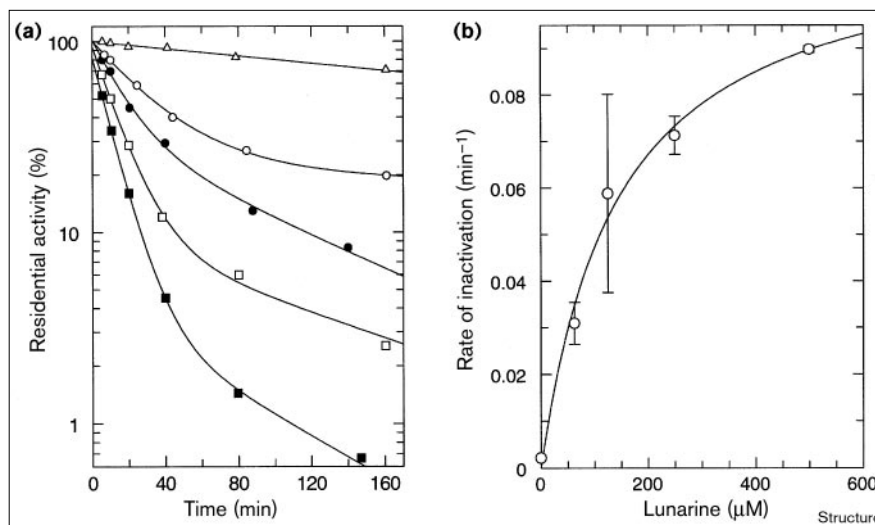 (a)
100
10
1
Residential activity (%)
0 40 80 120 160
Time (min)
(b)
0.08
0.06
0.04
0.02
0
Rate of inactivation (min⁻¹)
0 200 400 600
Lunarine (μM)
Structure